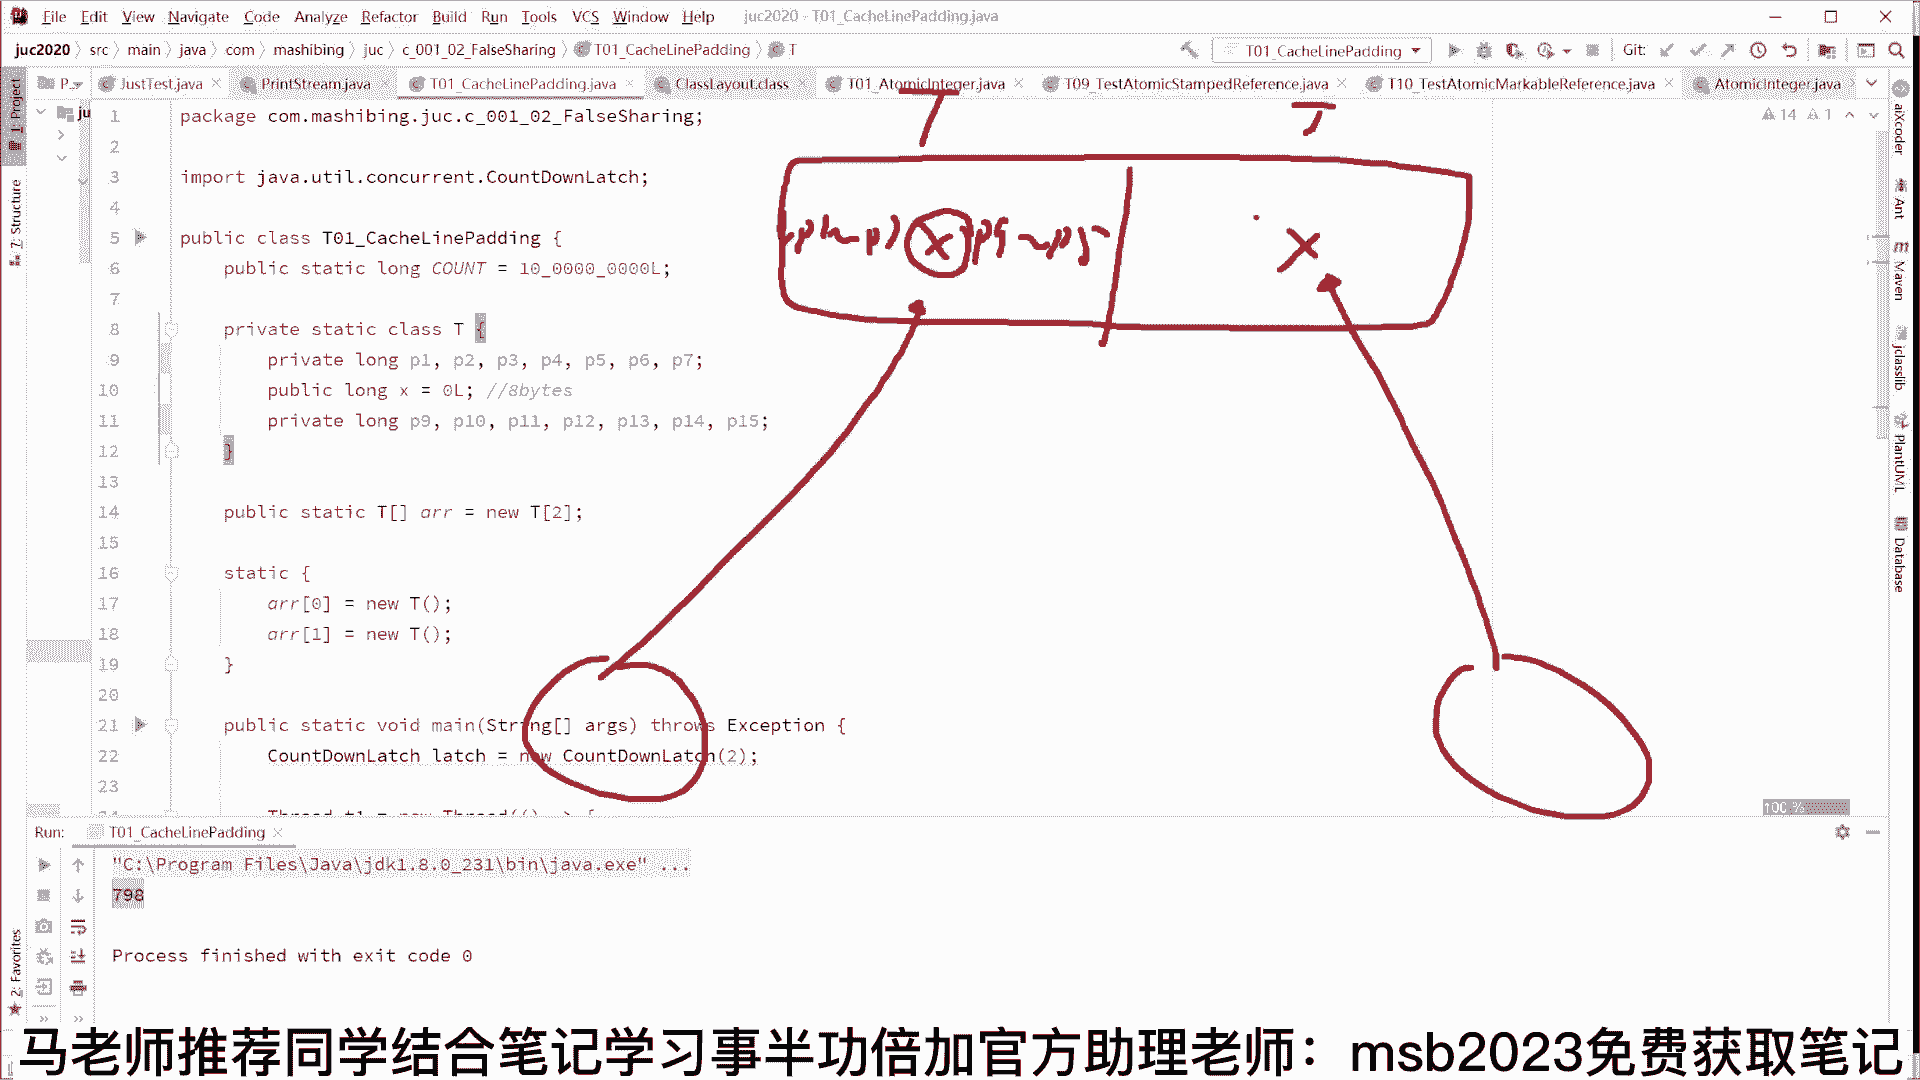 File Edit View Navigate Code Analyze Refactor Build Run Tools VCS Window Help juc2020 - T01_CacheLinePadding.java
juc2020 > src > main > java > com > mashibing > juc > c_001_02_FalseSharing > T01_CacheLinePadding > T
T01_CacheLinePadding Git:
P... JustTest.java PrintStream.java T01_CacheLinePadding.java ClassLayout.class T01_AtomicInteger.java T09_TestAtomicStampedReference.java T10_TestAtomicMarkableReference.java AtomicInteger.java
1: Project
7: Structure
2: Favorites
ju
14 1
1 package com.mashibing.juc.c_001_02_FalseSharing;
2
3 import java.util.concurrent.CountDownLatch;
4
5 public class T01_CacheLinePadding {
6 public static long COUNT = 10_0000_0000L;
7
8 private static class T {
9 private long p1, p2, p3, p4, p5, p6, p7;
10 public long x = 0L; //8bytes
11 private long p9, p10, p11, p12, p13, p14, p15;
12 }
13
14 public static T[] arr = new T[2];
15
16 static {
17 arr[0] = new T();
18 arr[1] = new T();
19 }
20
21 public static void main(String[] args) throws Exception {
22 CountDownLatch latch = new CountDownLatch(2);
23
24 Thread t1 = new Thread(() -> {
T T
x x
aiXcoder
Ant
Maven
jclasslib
PlantUML
Database
100 %
Run: T01_CacheLinePadding
"C:\Program Files\Java\jdk1.8.0_231\bin\java.exe" ...
798
Process finished with exit code 0
马老师推荐同学结合笔记学习事半功倍加官方助理老师：msb2023免费获取笔记